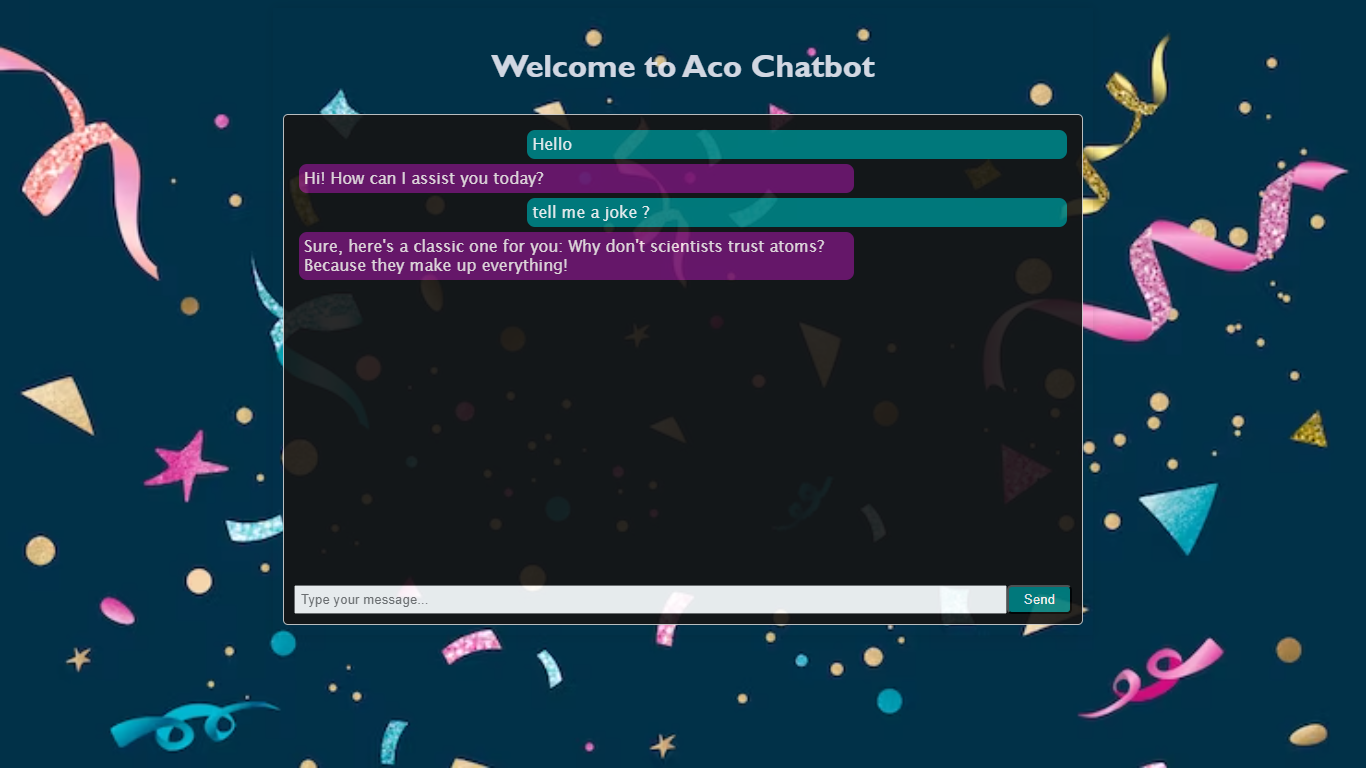 Welcome to Aco Chatbot
Hello
Hi! How can I assist you today?
tell me a joke ?
Sure, here's a classic one for you: Why don't scientists trust atoms?
Because they make up everything!
Type your message...
Send